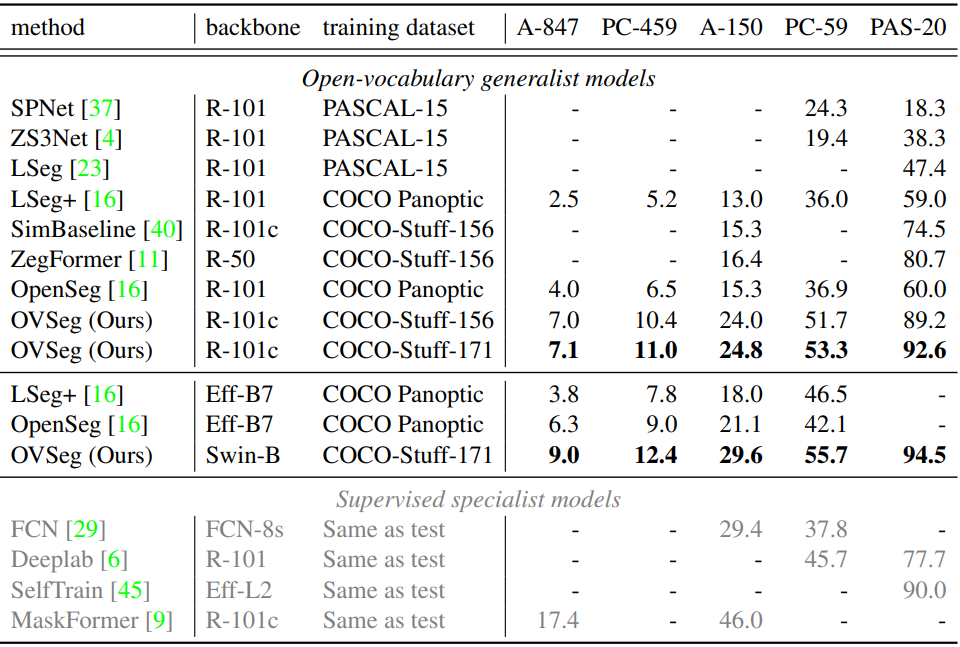 method backbone training dataset A-847 PC-459 A-150 PC-59 PAS-20
Open-vocabulary generalist models
SPNet [37] R-101 PASCAL-15 - - - 24.3 18.3
ZS3Net [4] R-101 PASCAL-15 - - - 19.4 38.3
LSeg [23] R-101 PASCAL-15 - - - - 47.4
LSeg+ [16] R-101 COCO Panoptic 2.5 5.2 13.0 36.0 59.0
SimBaseline [40] R-101c COCO-Stuff-156 - - 15.3 - 74.5
ZegFormer [11] R-50 COCO-Stuff-156 - - 16.4 - 80.7
OpenSeg [16] R-101 COCO Panoptic 4.0 6.5 15.3 36.9 60.0
OVSeg (Ours) R-101c COCO-Stuff-156 7.0 10.4 24.0 51.7 89.2
OVSeg (Ours) R-101c COCO-Stuff-171 7.1 11.0 24.8 53.3 92.6
LSeg+ [16] Eff-B7 COCO Panoptic 3.8 7.8 18.0 46.5 -
OpenSeg [16] Eff-B7 COCO Panoptic 6.3 9.0 21.1 42.1 -
OVSeg (Ours) Swin-B COCO-Stuff-171 9.0 12.4 29.6 55.7 94.5
Supervised specialist models
FCN [29] FCN-8s Same as test - - 29.4 37.8 -
Deeplab [6] R-101 Same as test - - - 45.7 77.7
SelfTrain [45] Eff-L2 Same as test - - - - 90.0
MaskFormer [9] R-101c Same as test 17.4 - 46.0 - -